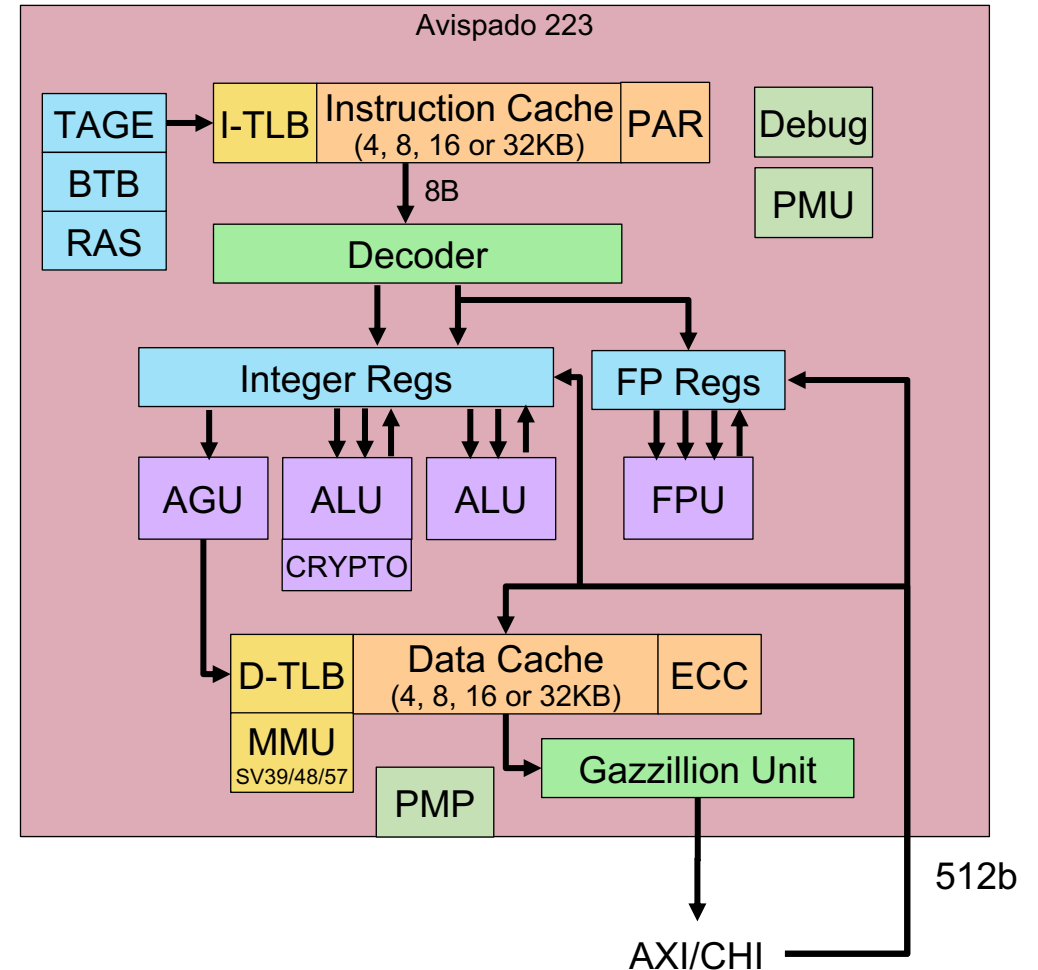 Avispado 223
TAGE
BTB
RAS
I-TLB
Instruction Cache
(4, 8, 16 or 32KB)
PAR
Debug
PMU
8B
Decoder
Integer Regs
FP Regs
AGU
ALU
CRYPTO
ALU
FPU
D-TLB
Data Cache
(4, 8, 16 or 32KB)
ECC
MMU
SV39/48/57
PMP
Gazzillion Unit
512b
AXI/CHI